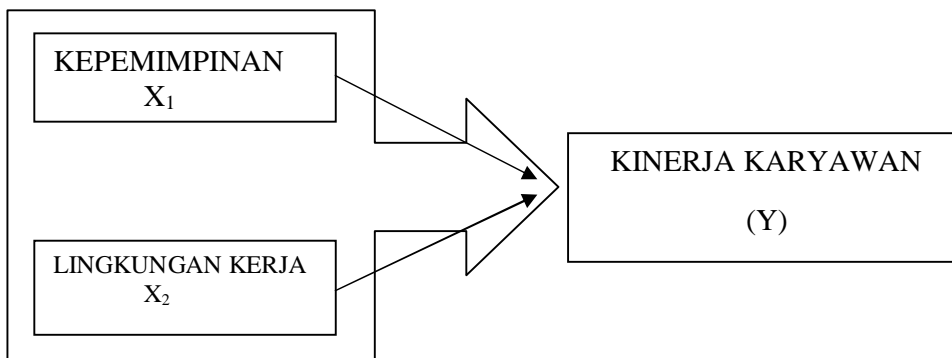 KEPEMIMPINAN
X₁
KINERJA KARYAWAN
(Y)
LINGKUNGAN KERJA
X₂